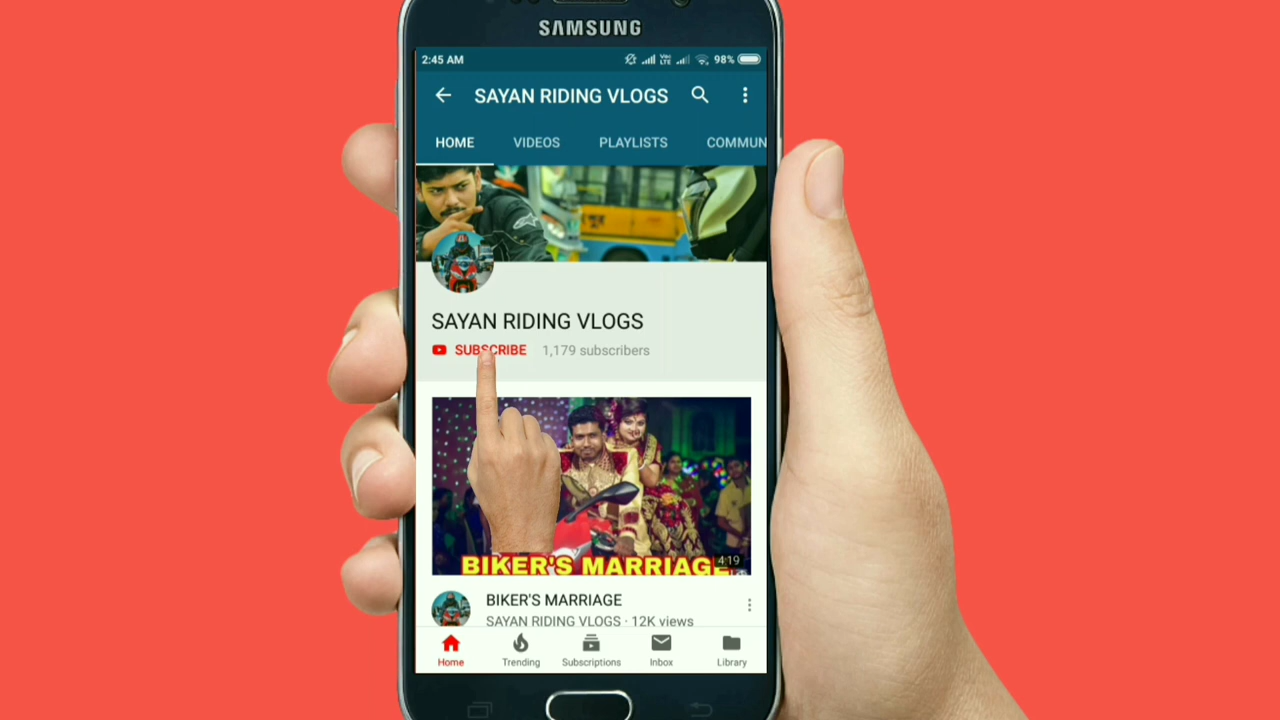 SAMSUNG
2:45 AM
VoLTE 98%
SAYAN RIDING VLOGS
HOME VIDEOS PLAYLISTS COMMUN
SAYAN RIDING VLOGS
SUBSCRIBE 1,179 subscribers
BIKER'S MARRIAGE
4:19
BIKER'S MARRIAGE
SAYAN RIDING VLOGS · 12K views
Home Trending Subscriptions Inbox Library